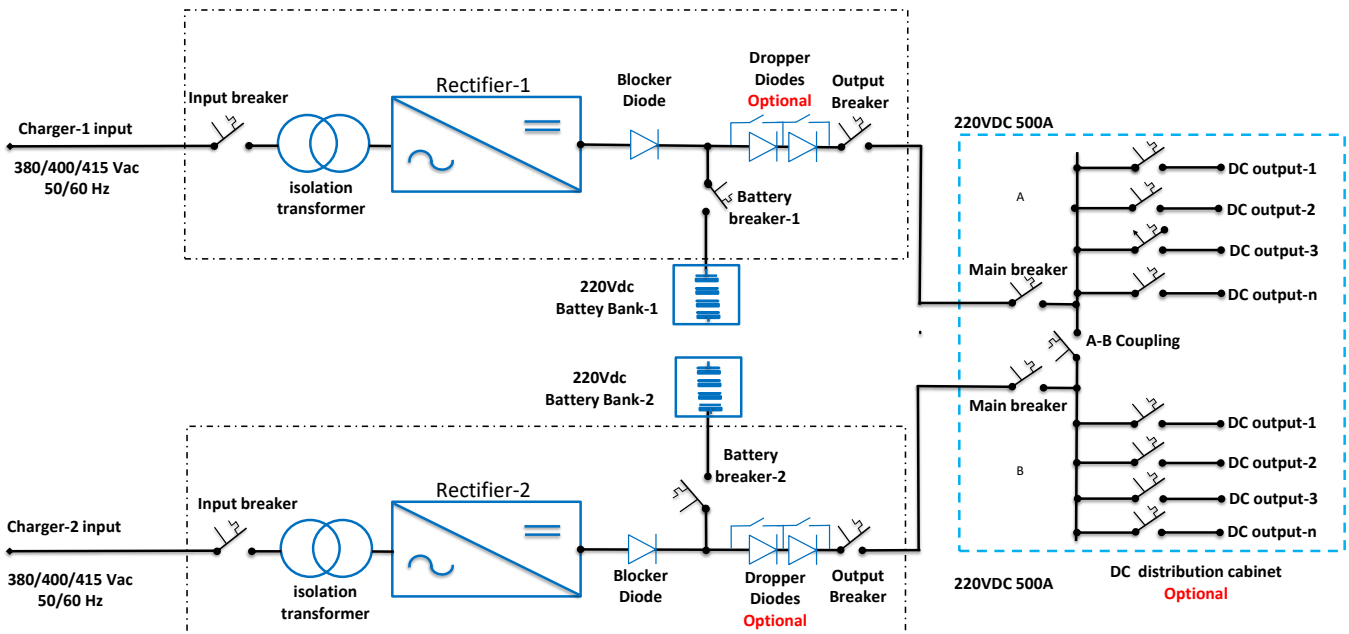 Rectifier-1
Blocker
Diode
Dropper
Diodes
Optional
Output
Breaker
Input breaker
Charger-1 input
380/400/415 Vac
50/60 Hz
isolation
transformer
Battery
breaker-1
220Vdc
Battey Bank-1
220VDC 500A
A
DC output-1
DC output-2
DC output-3
DC output-n
Main breaker
A-B Coupling
Main breaker
220Vdc
Battery Bank-2
Battery
breaker-2
Rectifier-2
Input breaker
Charger-2 input
380/400/415 Vac
50/60 Hz
isolation
transformer
Blocker
Diode
Dropper
Diodes
Optional
Output
Breaker
B
DC output-1
DC output-2
DC output-3
DC output-n
220VDC 500A
DC distribution cabinet
Optional